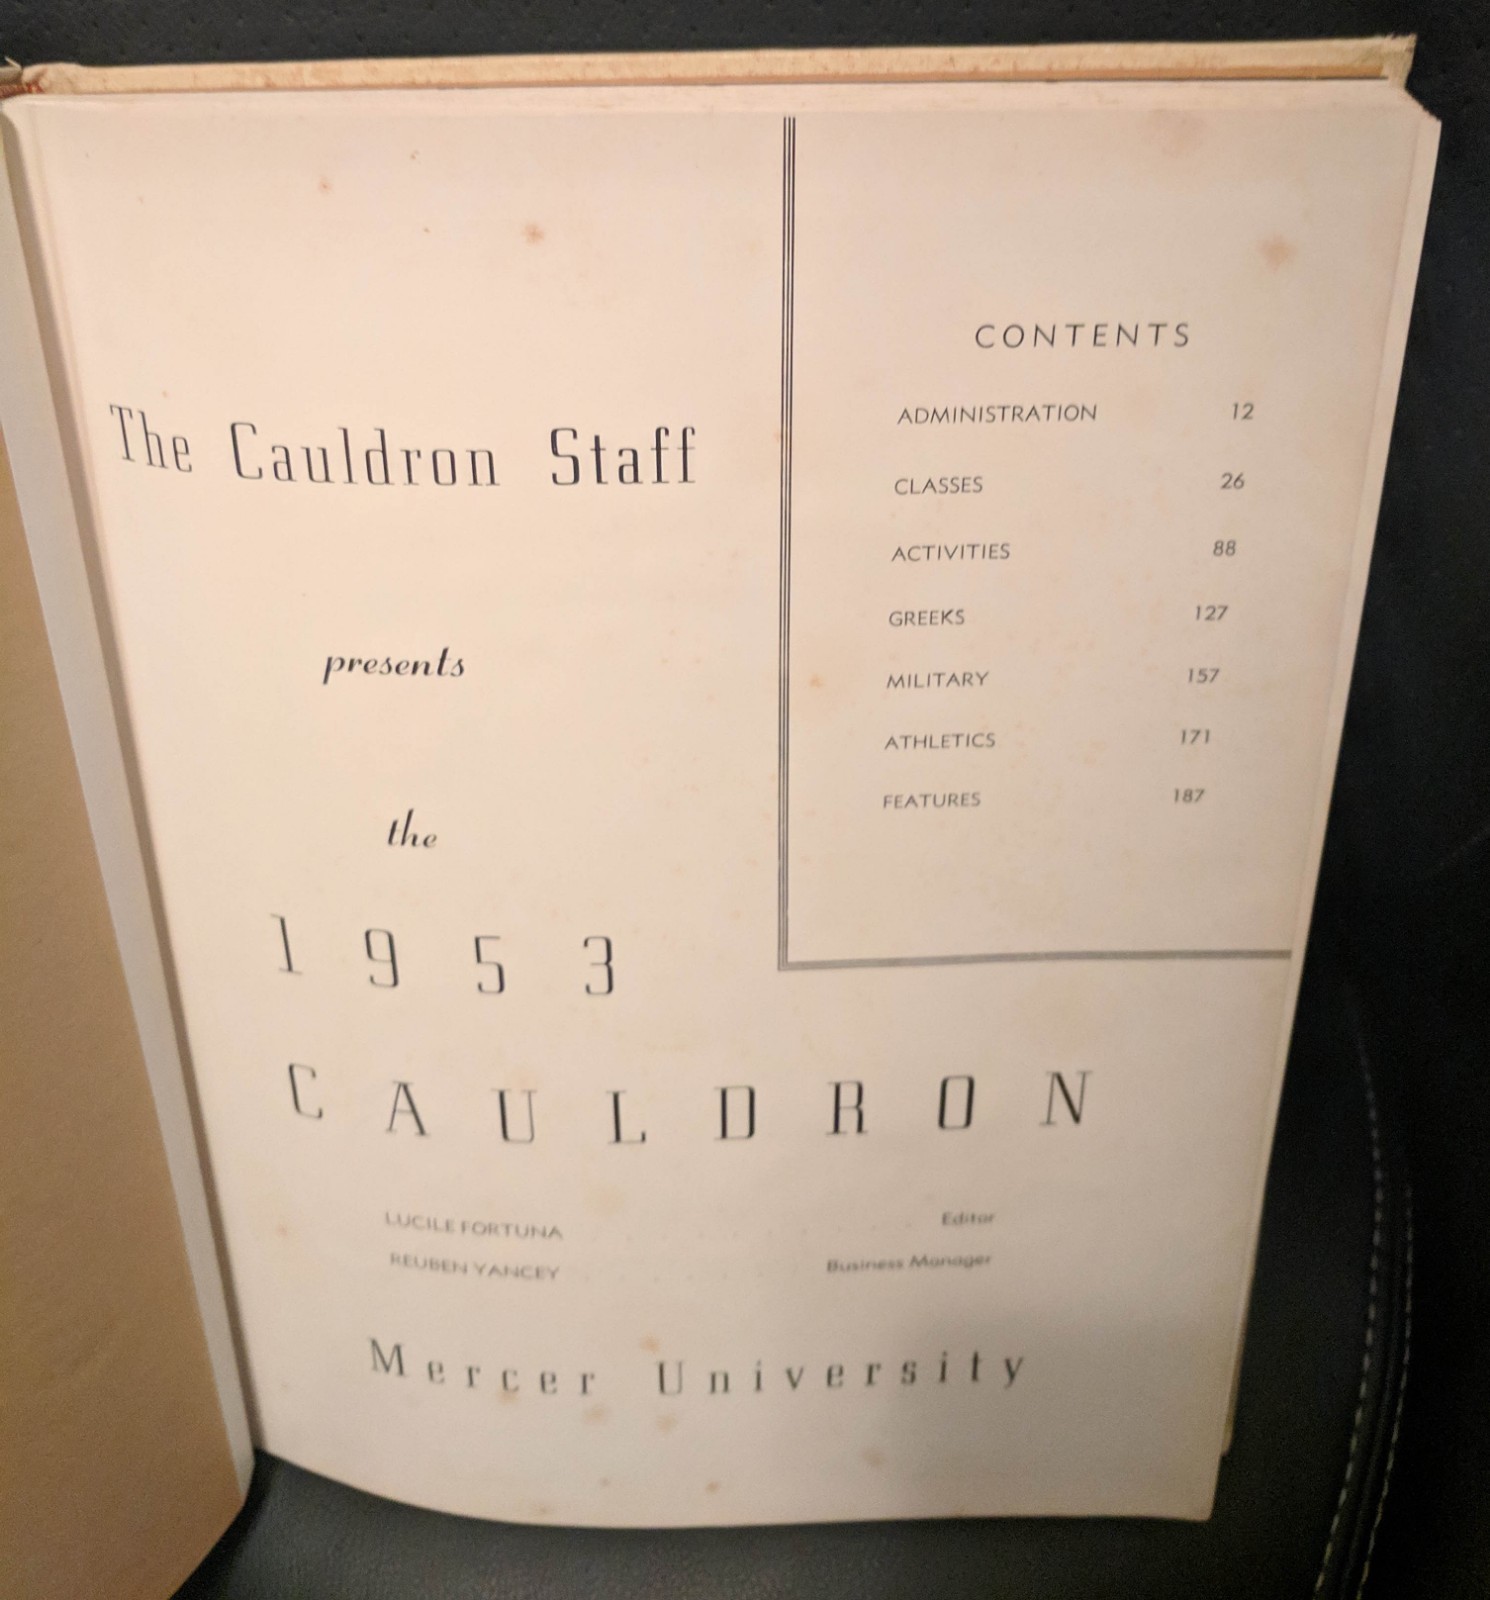 The Cauldron Staff
presents
the
1953
CAULDRON
LUCILE FORTUNA . . . . . . . . Editor
REUBEN YANCEY . . . . . . Business Manager
Mercer University
CONTENTS
ADMINISTRATION 12
CLASSES 26
ACTIVITIES 88
GREEKS 127
MILITARY 157
ATHLETICS 171
FEATURES 187